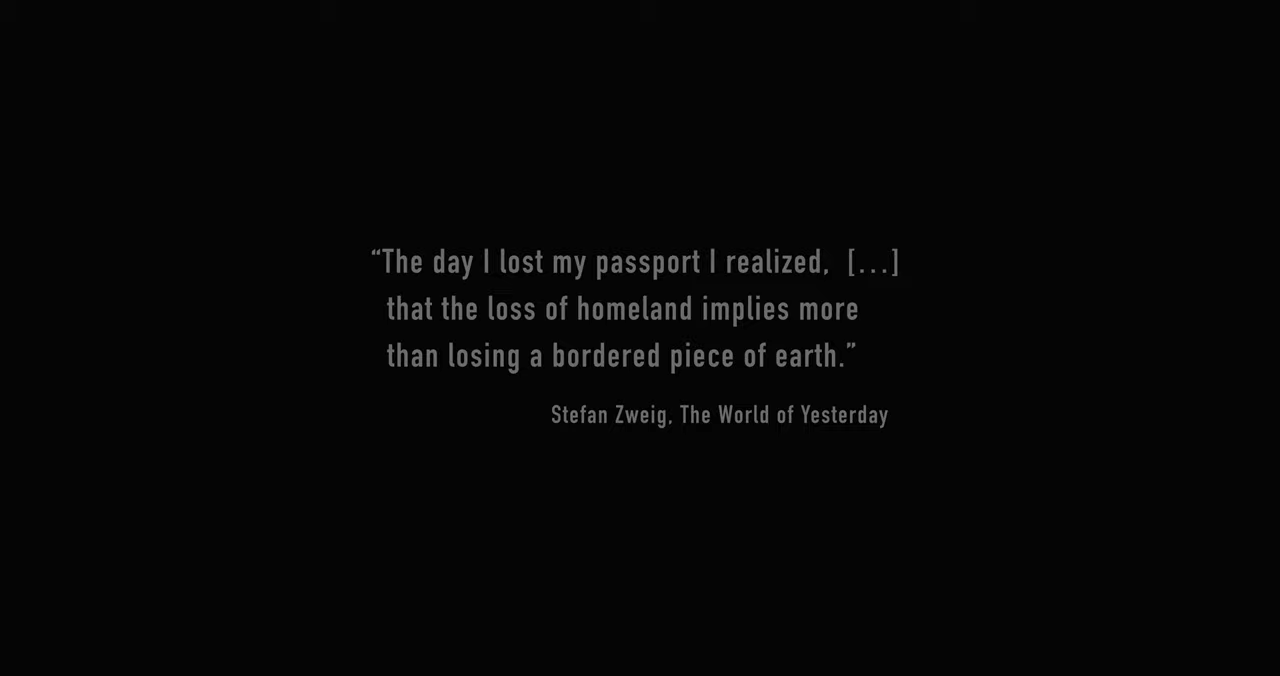 “The day I lost my passport I realized, [...]
that the loss of homeland implies more
than losing a bordered piece of earth.”
Stefan Zweig, The World of Yesterday